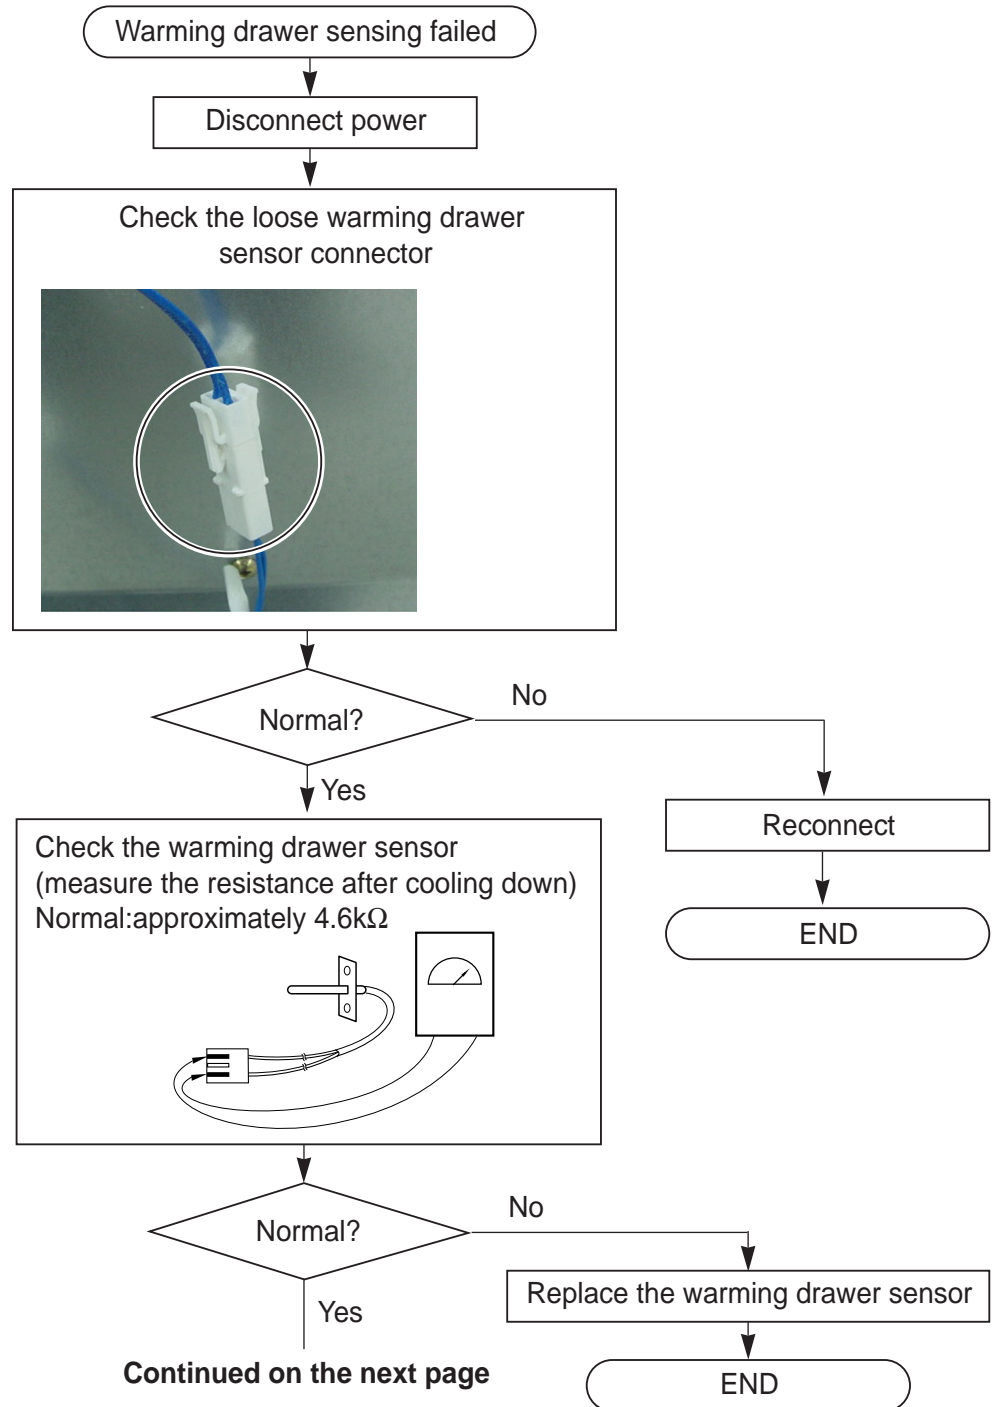 Warming drawer sensing failed
Disconnect power
Check the loose warming drawer
sensor connector
Normal?
No
Yes
Reconnect
END
Check the warming drawer sensor
(measure the resistance after cooling down)
Normal:approximately 4.6kΩ
Normal?
No
Yes
Replace the warming drawer sensor
END
Continued on the next page